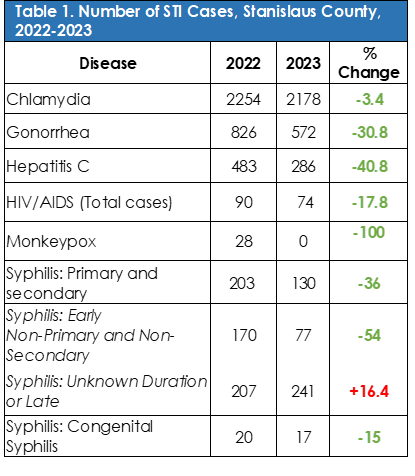 Table 1. Number of STI Cases, Stanislaus County,
2022-2023
Disease 2022 2023 % Change
Chlamydia 2254 2178 -3.4
Gonorrhea 826 572 -30.8
Hepatitis C 483 286 -40.8
HIV/AIDS (Total cases) 90 74 -17.8
Monkeypox 28 0 -100
Syphilis: Primary and
secondary 203 130 -36
Syphilis: Early
Non-Primary and Non-
Secondary 170 77 -54
Syphilis: Unknown Duration
or Late 207 241 +16.4
Syphilis: Congenital
Syphilis 20 17 -15